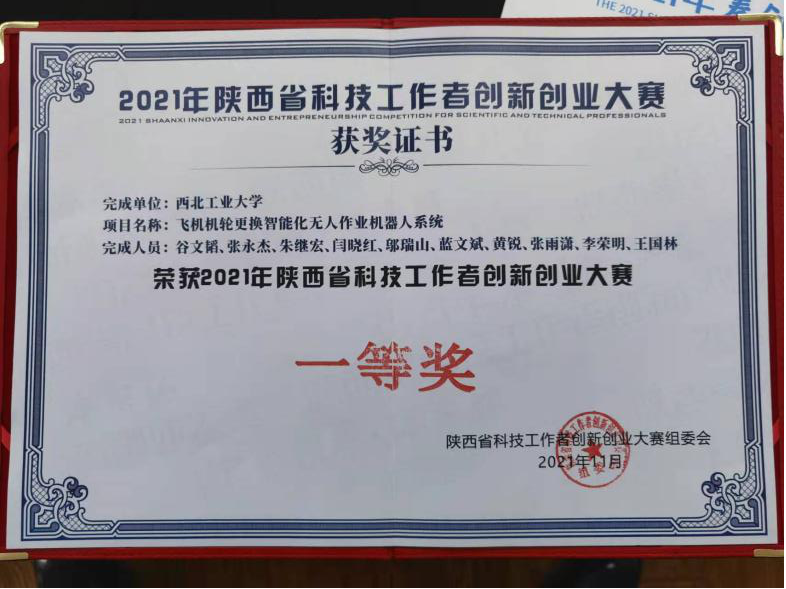 THE 2021 S
2021年陕西省科技工作者创新创业大赛
2021 SHAANXI INNOVATION AND ENTREPRENEURSHIP COMPETITION FOR SCIENTIFIC AND TECHNICAL PROFESSIONALS
获奖证书
完成单位：西北工业大学
项目名称：飞机机轮更换智能化无人作业机器人系统
完成人员：谷文韬、张永杰、朱继宏、闫晓红、邬瑞山、蓝文斌、黄锐、张雨潇、李荣明、王国林
荣获2021年陕西省科技工作者创新创业大赛
一等奖
陕西省科技工作者创新创业大赛组委会
2021年11月
组委